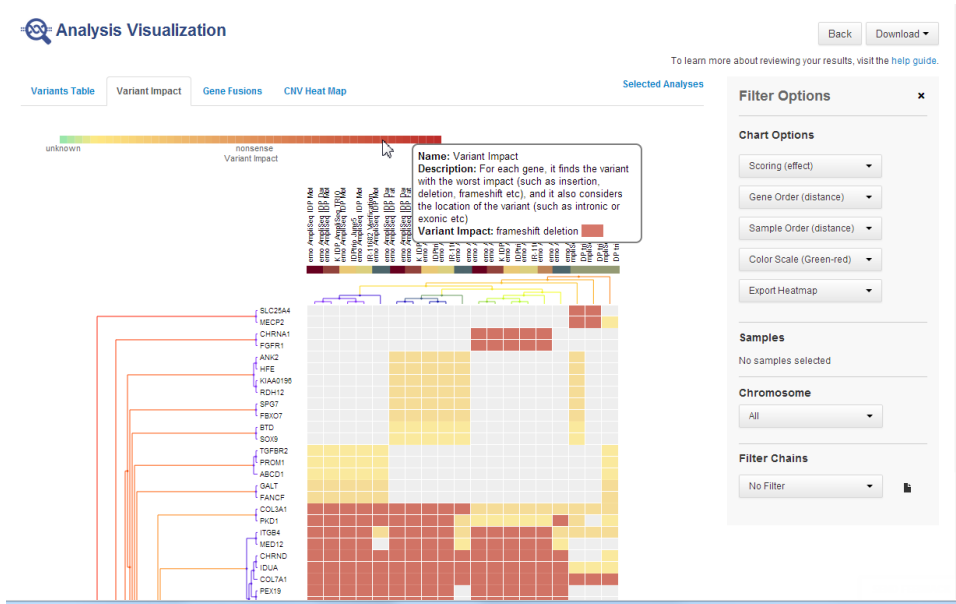 Analysis Visualization
Back
Download
To learn more about reviewing your results, visit the help guide.
Variants Table
Variant Impact
Gene Fusions
CNV Heat Map
Selected Analyses
Filter Options
×
Chart Options
Scoring (effect)
Gene Order (distance)
Sample Order (distance)
Color Scale (Green-red)
Export Heatmap
Samples
No samples selected
Chromosome
All
Filter Chains
No Filter
unknown
nonsense
Variant Impact
Name: Variant Impact
Description: For each gene, it finds the variant
with the worst impact (such as insertion,
deletion, frameshift etc), and it also considers
the location of the variant (such as intronic or
exonic etc)
Variant Impact: frameshift deletion
SLC25A4
MECP2
CHRNA1
FGFR1
ANK2
HFE
KIAA0196
RDH12
SPG7
FBXO7
BTD
SOX9
TGFBR2
PROM1
ABCD1
GALT
FANCF
COL3A1
PKD1
ITGB4
MED12
CHRND
IDUA
COL7A1
PEX19